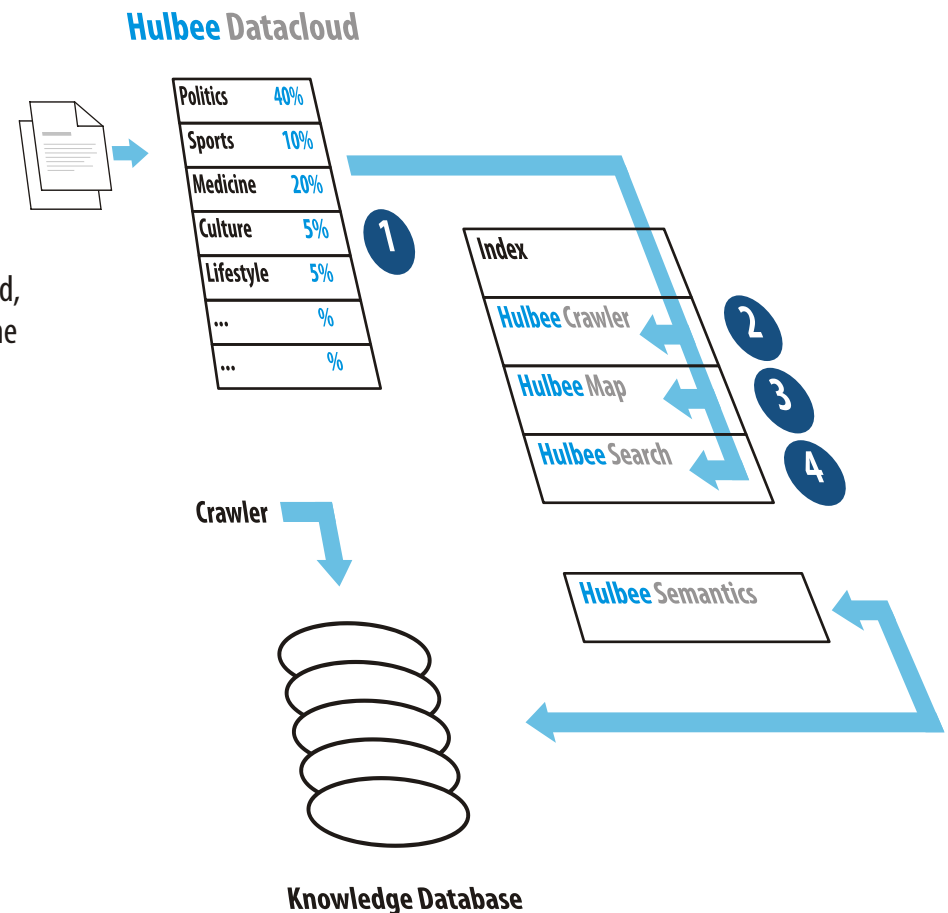 Hulbee Datacloud
Politics 40%
Sports 10%
Medicine 20%
Culture 5%
Lifestyle 5%
... %
... %
1
d,
Index
Hulbee Crawler
Hulbee Map
Hulbee Search
2
3
4
Crawler
Hulbee Semantics
Knowledge Database